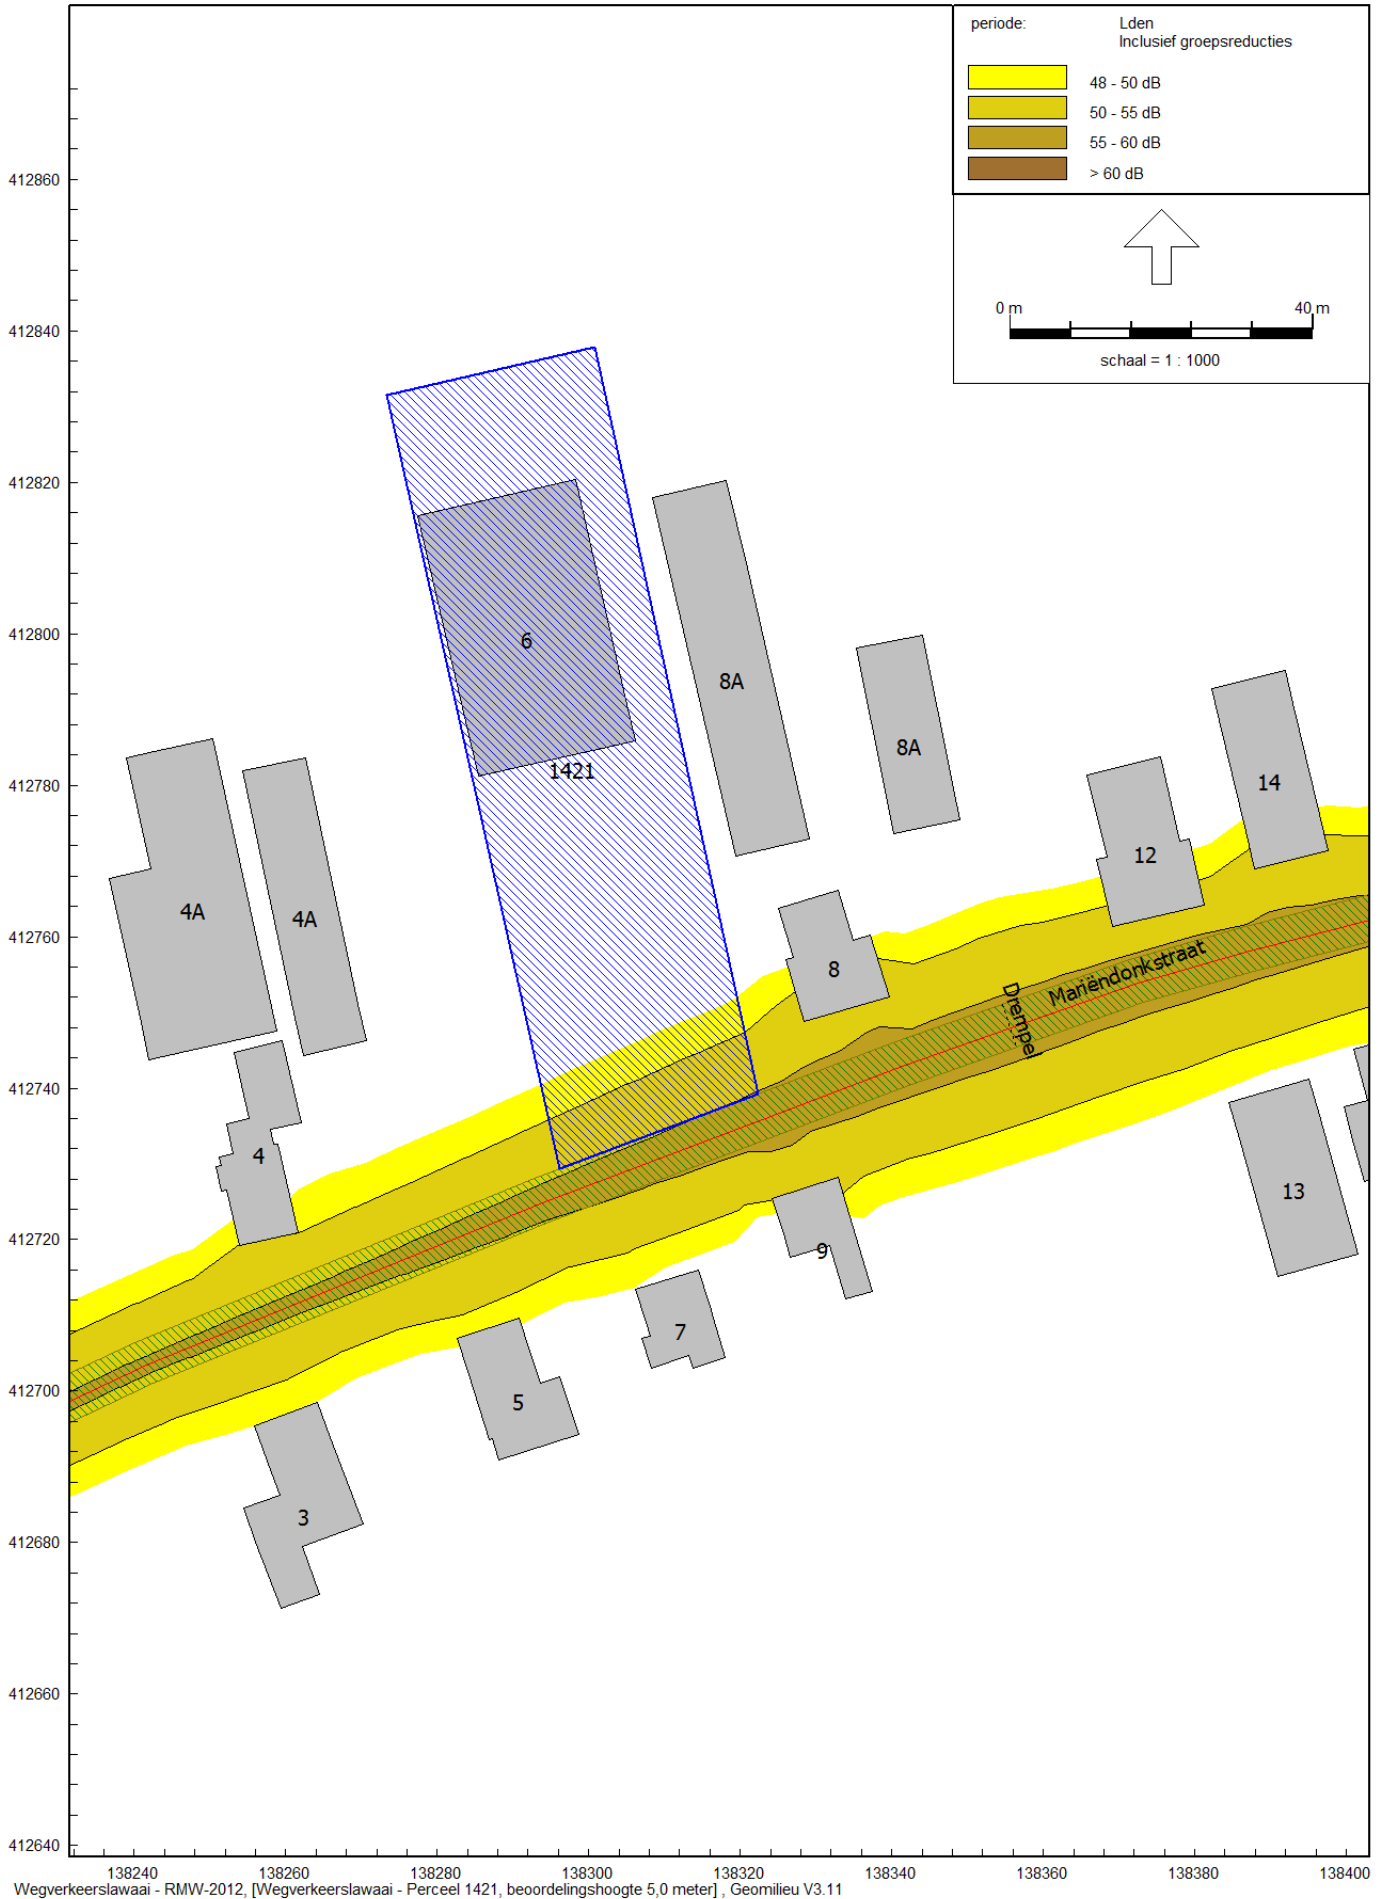 periode: Lden
Inclusief groepsreducties
48 - 50 dB
50 - 55 dB
55 - 60 dB
> 60 dB
0 m 40 m
schaal = 1 : 1000
412860
412840
412820
412800
412780
412760
412740
412720
412700
412680
412660
412640
6
8A
1421
8A
14
12
4A
4A
8
Mariëndonkstraat
Drempel
4
13
9
7
5
3
138240 138260 138280 138300 138320 138340 138360 138380 138400
Wegverkeerslawaai - RMW-2012, [Wegverkeerslawaai - Perceel 1421, beoordelingshoogte 5,0 meter] , Geomilieu V3.11